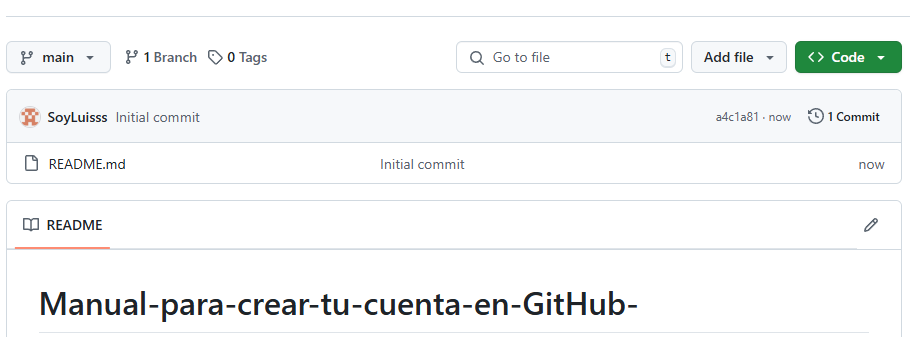 main 1 Branch 0 Tags Go to file t Add file Code
SoyLuisss Initial commit a4c1a81 · now 1 Commit
README.md Initial commit now
README
Manual-para-crear-tu-cuenta-en-GitHub-